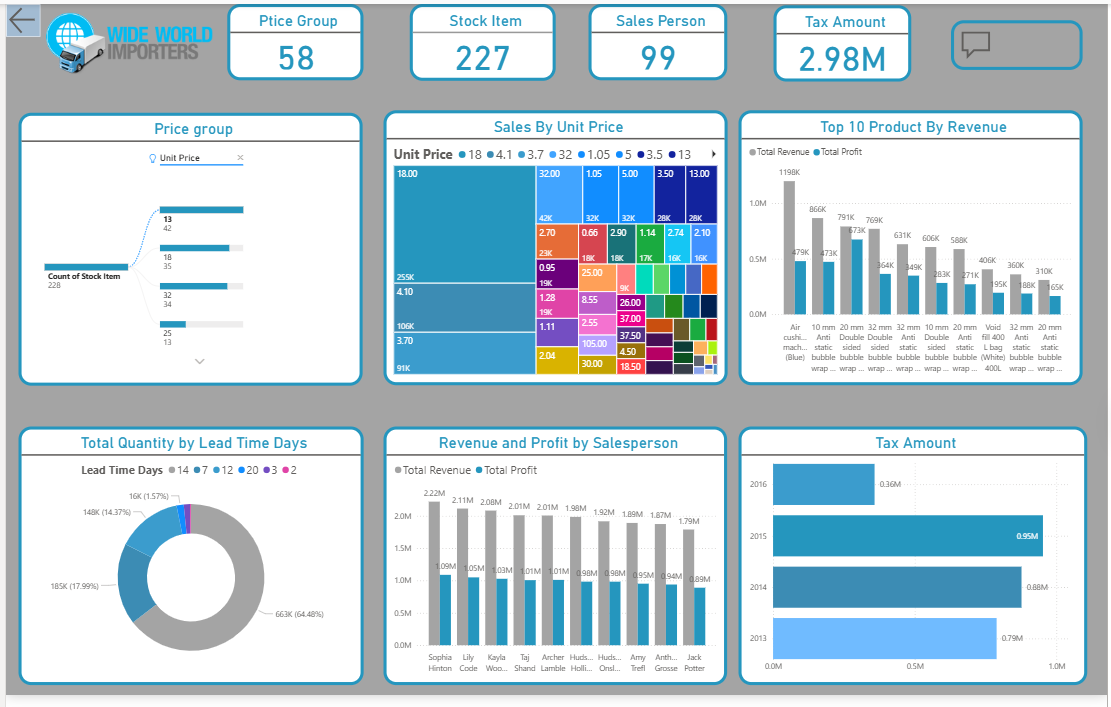 WIDE WORLD
IMPORTERS
Ptice Group
58
Stock Item
227
Sales Person
99
Tax Amount
2.98M
Price group
Unit Price
13
42
18
35
Count of Stock Item
228
32
34
25
13
Sales By Unit Price
Unit Price 18 4.1 3.7 32 1.05 5 3.5 13
18.00
255K
4.10
106K
3.70
91K
32.00
42K
1.05
32K
5.00
32K
3.50
28K
13.00
28K
2.70
23K
0.66
18K
2.90
18K
1.14
17K
2.74
16K
2.10
16K
0.95
19K
25.00
9K
1.28
19K
8.55
26.00
37.00
1.11
2.55
37.50
105.00
4.50
2.04
30.00
18.50
Top 10 Product By Revenue
Total Revenue Total Profit
1.0M
0.5M
0.0M
1198K
479K
866K
473K
791K
673K
769K
364K
631K
349K
606K
283K
588K
271K
406K
195K
360K
188K
310K
165K
Air cushi... mach... (Blue)
10 mm Anti static bubble wrap ...
20 mm Double sided bubble wrap ...
32 mm Double sided bubble wrap ...
32 mm Anti static bubble wrap ...
10 mm Double sided bubble wrap ...
20 mm Anti static bubble wrap ...
Void fill 400 L bag (White) 400L
32 mm Anti static bubble wrap ...
20 mm Anti static bubble wrap ...
Total Quantity by Lead Time Days
Lead Time Days 14 7 12 20 3 2
16K (1.57%)
148K (14.37%)
185K (17.99%)
663K (64.48%)
Revenue and Profit by Salesperson
Total Revenue Total Profit
2.0M
1.5M
1.0M
0.5M
0.0M
2.22M
1.09M
2.11M
1.05M
2.08M
1.03M
2.01M
1.01M
2.01M
1.01M
1.98M
0.98M
1.92M
0.98M
1.89M
0.95M
1.87M
0.94M
1.79M
0.89M
Sophia Hinton
Lily Code
Kayla Woo...
Taj Shand
Archer Lamble
Huds... Holli...
Huds... Onsl...
Amy Trefl
Anth... Grosse
Jack Potter
Tax Amount
2016
0.36M
2015
0.95M
2014
0.88M
2013
0.79M
0.0M
0.5M
1.0M